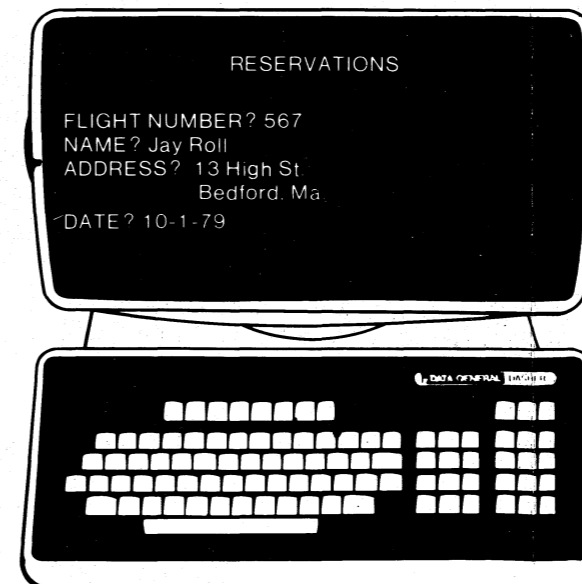 RESERVATIONS
FLIGHT NUMBER? 567
NAME? Jay Roll
ADDRESS? 13 High St.
Bedford, Ma.
DATE? 10-1-79
DATA GENERAL DASHER